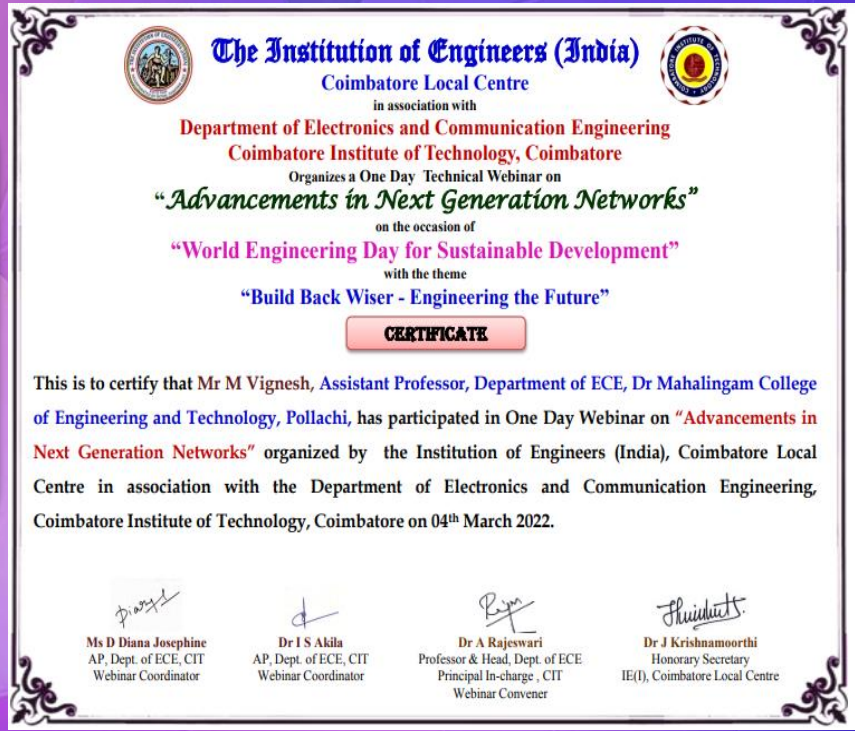 The Institution of Engineers (India)
Coimbatore Local Centre
in association with
Department of Electronics and Communication Engineering
Coimbatore Institute of Technology, Coimbatore
Organizes a One Day Technical Webinar on
“Advancements in Next Generation Networks”
on the occasion of
“World Engineering Day for Sustainable Development”
with the theme
“Build Back Wiser - Engineering the Future”
CERTIFICATE
This is to certify that Mr M Vignesh, Assistant Professor, Department of ECE, Dr Mahalingam College
of Engineering and Technology, Pollachi, has participated in One Day Webinar on “Advancements in
Next Generation Networks” organized by the Institution of Engineers (India), Coimbatore Local
Centre in association with the Department of Electronics and Communication Engineering,
Coimbatore Institute of Technology, Coimbatore on 04th March 2022.
Ms D Diana Josephine
AP, Dept. of ECE, CIT
Webinar Coordinator
Dr I S Akila
AP, Dept. of ECE, CIT
Webinar Coordinator
Dr A Rajeswari
Professor & Head, Dept. of ECE
Principal In-charge , CIT
Webinar Convener
Dr J Krishnamoorthi
Honorary Secretary
IE(I), Coimbatore Local Centre